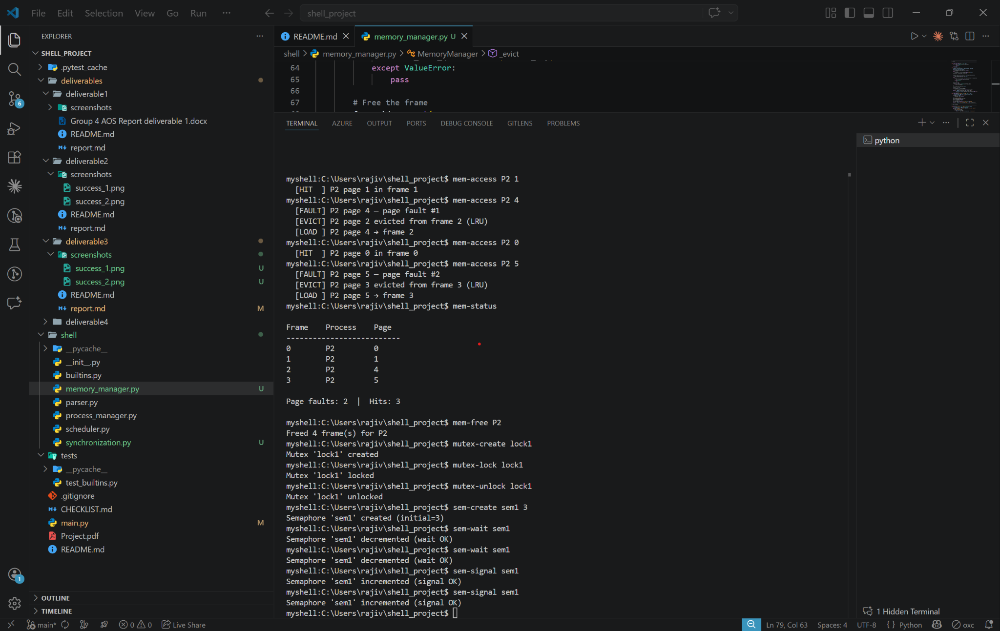 File Edit Selection View Go Run ···
shell_project
EXPLORER ···
SHELL_PROJECT
.pytest_cache
deliverables
deliverable1
screenshots
Group 4 AOS Report deliverable 1.docx
README.md
report.md
deliverable2
screenshots
success_1.png
success_2.png
README.md
report.md
deliverable3
screenshots
success_1.png U
success_2.png U
README.md
report.md M
deliverable4
shell
__pycache__
__init__.py
builtins.py
memory_manager.py U
parser.py
process_manager.py
scheduler.py
synchronization.py U
tests
__pycache__
test_builtins.py
.gitignore
CHECKLIST.md
main.py M
Project.pdf
README.md
OUTLINE
TIMELINE
6
1
README.md
memory_manager.py U
shell > memory_manager.py > MemoryManager > _evict
64 except ValueError:
65 pass
66
67 # Free the frame
TERMINAL AZURE OUTPUT PORTS DEBUG CONSOLE GITLENS PROBLEMS
python
myshell:C:\Users\rajiv\shell_project$ mem-access P2 1
[HIT  ] P2 page 1 in frame 1
myshell:C:\Users\rajiv\shell_project$ mem-access P2 4
[FAULT] P2 page 4 — page fault #1
[EVICT] P2 page 2 evicted from frame 2 (LRU)
[LOAD ] P2 page 4 → frame 2
myshell:C:\Users\rajiv\shell_project$ mem-access P2 0
[HIT  ] P2 page 0 in frame 0
myshell:C:\Users\rajiv\shell_project$ mem-access P2 5
[FAULT] P2 page 5 — page fault #2
[EVICT] P2 page 3 evicted from frame 3 (LRU)
[LOAD ] P2 page 5 → frame 3
myshell:C:\Users\rajiv\shell_project$ mem-status
Frame Process Page
--------------------------
0 P2 0
1 P2 1
2 P2 4
3 P2 5
Page faults: 2 | Hits: 3
myshell:C:\Users\rajiv\shell_project$ mem-free P2
Freed 4 frame(s) for P2
myshell:C:\Users\rajiv\shell_project$ mutex-create lock1
Mutex 'lock1' created
myshell:C:\Users\rajiv\shell_project$ mutex-lock lock1
Mutex 'lock1' locked
myshell:C:\Users\rajiv\shell_project$ mutex-unlock lock1
Mutex 'lock1' unlocked
myshell:C:\Users\rajiv\shell_project$ sem-create sem1 3
Semaphore 'sem1' created (initial=3)
myshell:C:\Users\rajiv\shell_project$ sem-wait sem1
Semaphore 'sem1' decremented (wait OK)
myshell:C:\Users\rajiv\shell_project$ sem-wait sem1
Semaphore 'sem1' decremented (wait OK)
myshell:C:\Users\rajiv\shell_project$ sem-signal sem1
Semaphore 'sem1' incremented (signal OK)
myshell:C:\Users\rajiv\shell_project$ sem-signal sem1
Semaphore 'sem1' incremented (signal OK)
myshell:C:\Users\rajiv\shell_project$
1 Hidden Terminal
main* 0 0 Live Share
Ln 79, Col 63 Spaces: 4 UTF-8 {} Python oxc